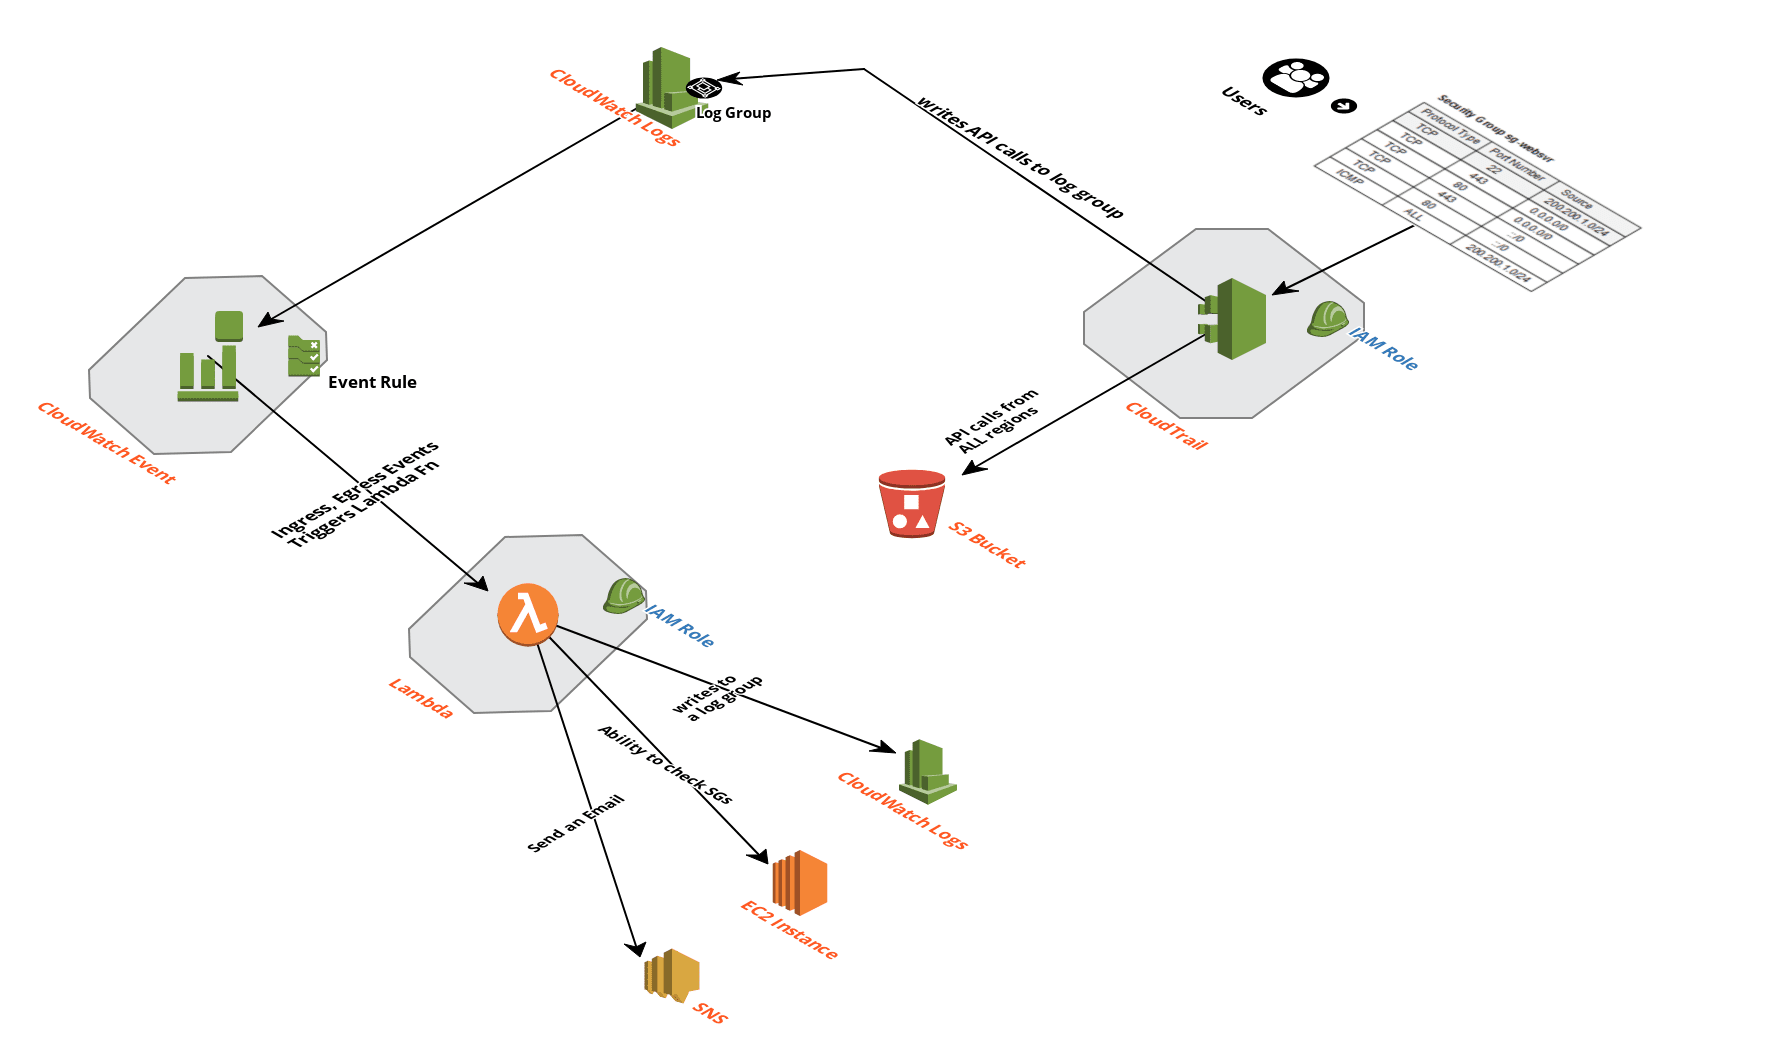 CloudWatch Logs
Log Group
writes API calls to log group
Users
Security Group sg-websvr
Protocol Type Port Number Source
TCP 22 200.200.1.0/24
TCP 443 0.0.0.0/0
TCP 80 0.0.0.0/0
TCP 443 ::/0
TCP 80 ::/0
ICMP ALL 200.200.1.0/24
IAM Role
CloudTrail
API calls from
ALL regions
S3 Bucket
Event Rule
CloudWatch Event
Ingress, Egress Events
Triggers Lambda Fn
IAM Role
Lambda
writes to
a log group
Ability to check SGs
Send an Email
CloudWatch Logs
EC2 Instance
SNS